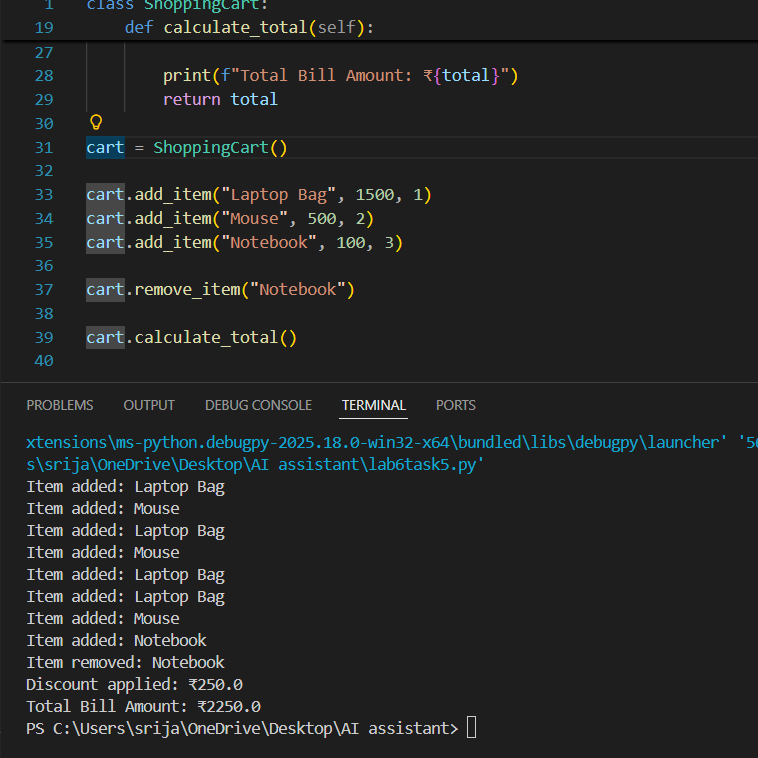 1 class ShoppingCart:
19 def calculate_total(self):
27
28 print(f"Total Bill Amount: ₹{total}")
29 return total
30
31 cart = ShoppingCart()
32
33 cart.add_item("Laptop Bag", 1500, 1)
34 cart.add_item("Mouse", 500, 2)
35 cart.add_item("Notebook", 100, 3)
36
37 cart.remove_item("Notebook")
38
39 cart.calculate_total()
40
PROBLEMS OUTPUT DEBUG CONSOLE TERMINAL PORTS
xtensions\ms-python.debugpy-2025.18.0-win32-x64\bundled\libs\debugpy\launcher' '50
s\srija\OneDrive\Desktop\AI assistant\lab6task5.py'
Item added: Laptop Bag
Item added: Mouse
Item added: Laptop Bag
Item added: Mouse
Item added: Laptop Bag
Item added: Laptop Bag
Item added: Mouse
Item added: Notebook
Item removed: Notebook
Discount applied: ₹250.0
Total Bill Amount: ₹2250.0
PS C:\Users\srija\OneDrive\Desktop\AI assistant>